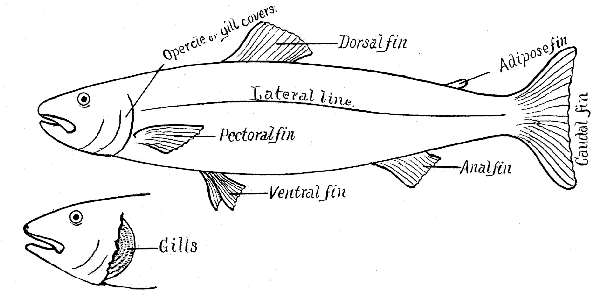 Opercle or gill covers.
Dorsal fin
Adipose fin
Lateral line.
Caudal fin
Pectoral fin
Anal fin
Ventral fin
Gills